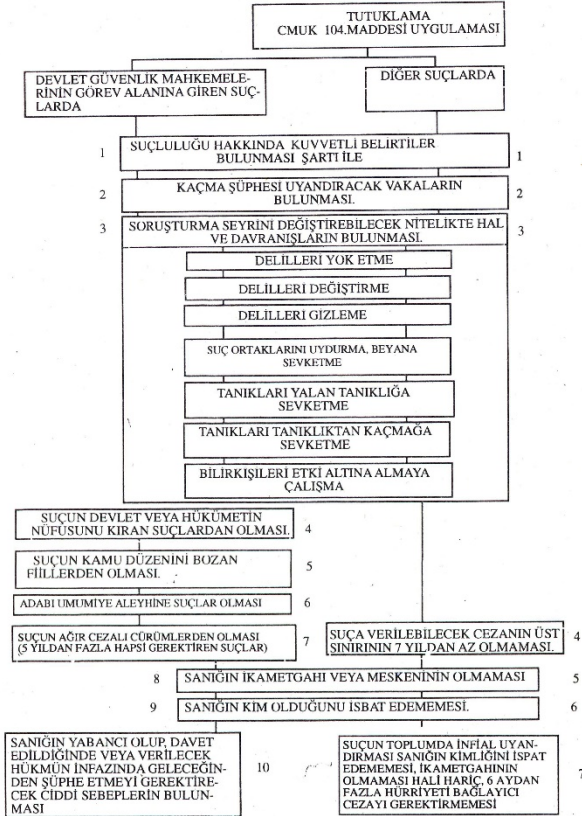 TUTUKLAMA
CMUK 104.MADDESİ UYGULAMASI
DEVLET GÜVENLİK MAHKEMELE-
RİNİN GÖREV ALANINA GİREN SUÇ-
LARDA
DİĞER SUÇLARDA
1
SUÇLULUĞU HAKKINDA KUVVETLİ BELİRTİLER
BULUNMASI ŞARTI İLE
1
2
KAÇMA ŞÜPHESİ UYANDIRACAK VAKALARIN
BULUNMASI.
2
3
SORUŞTURMA SEYRİNİ DEĞİŞTİREBİLECEK NİTELİKTE HAL
VE DAVRANIŞLARIN BULUNMASI.
3
DELİLLERİ YOK ETME
DELİLLERİ DEĞİŞTİRME
DELİLLERİ GİZLEME
SUÇ ORTAKLARINI UYDURMA, BEYANA
SEVKETME
TANIKLARI YALAN TANIKLIĞA
SEVKETME
TANIKLARI TANIKLIKTAN KAÇMAĞA
SEVKETME
BİLİRKİŞİLERİ ETKİ ALTINA ALMAYA
ÇALIŞMA
SUÇUN DEVLET VEYA HÜKÜMETİN
NÜFUSUNU KIRAN SUÇLARDAN OLMASI.
4
SUÇUN KAMU DÜZENİNİ BOZAN
FİİLLERDEN OLMASI.
5
ADABI UMUMİYE ALEYHİNE SUÇLAR OLMASI
6
SUÇUN AĞIR CEZALI CÜRÜMLERDEN OLMASI
(5 YILDAN FAZLA HAPSİ GEREKTİREN SUÇLAR)
7
SUÇA VERİLEBİLECEK CEZANIN ÜST
SINIRININ 7 YILDAN AZ OLMAMASI.
4
8
SANIĞIN İKAMETGAHI VEYA MESKENİNİN OLMAMASI
5
9
SANIĞIN KİM OLDUĞUNU İSBAT EDEMEMESİ.
6
SANIĞIN YABANCI OLUP, DAVET
EDİLDİĞİNDE VEYA VERİLECEK
HÜKMÜN İNFAZINDA GELECEĞİN-
DEN ŞÜPHE ETMEYİ GEREKTİRE-
CEK CİDDİ SEBEPLERİN BULUN-
MASI
10
SUÇUN TOPLUMDA İNFİAL UYAN-
DIRMASI SANIĞIN KİMLİĞİNİ İSPAT
EDEMEMESİ, İKAMETGAHININ
OLMAMASI HALİ HARİÇ, 6 AYDAN
FAZLA HÜRRİYETİ BAĞLAYICI
CEZAYI GEREKTİRMEMESİ
7